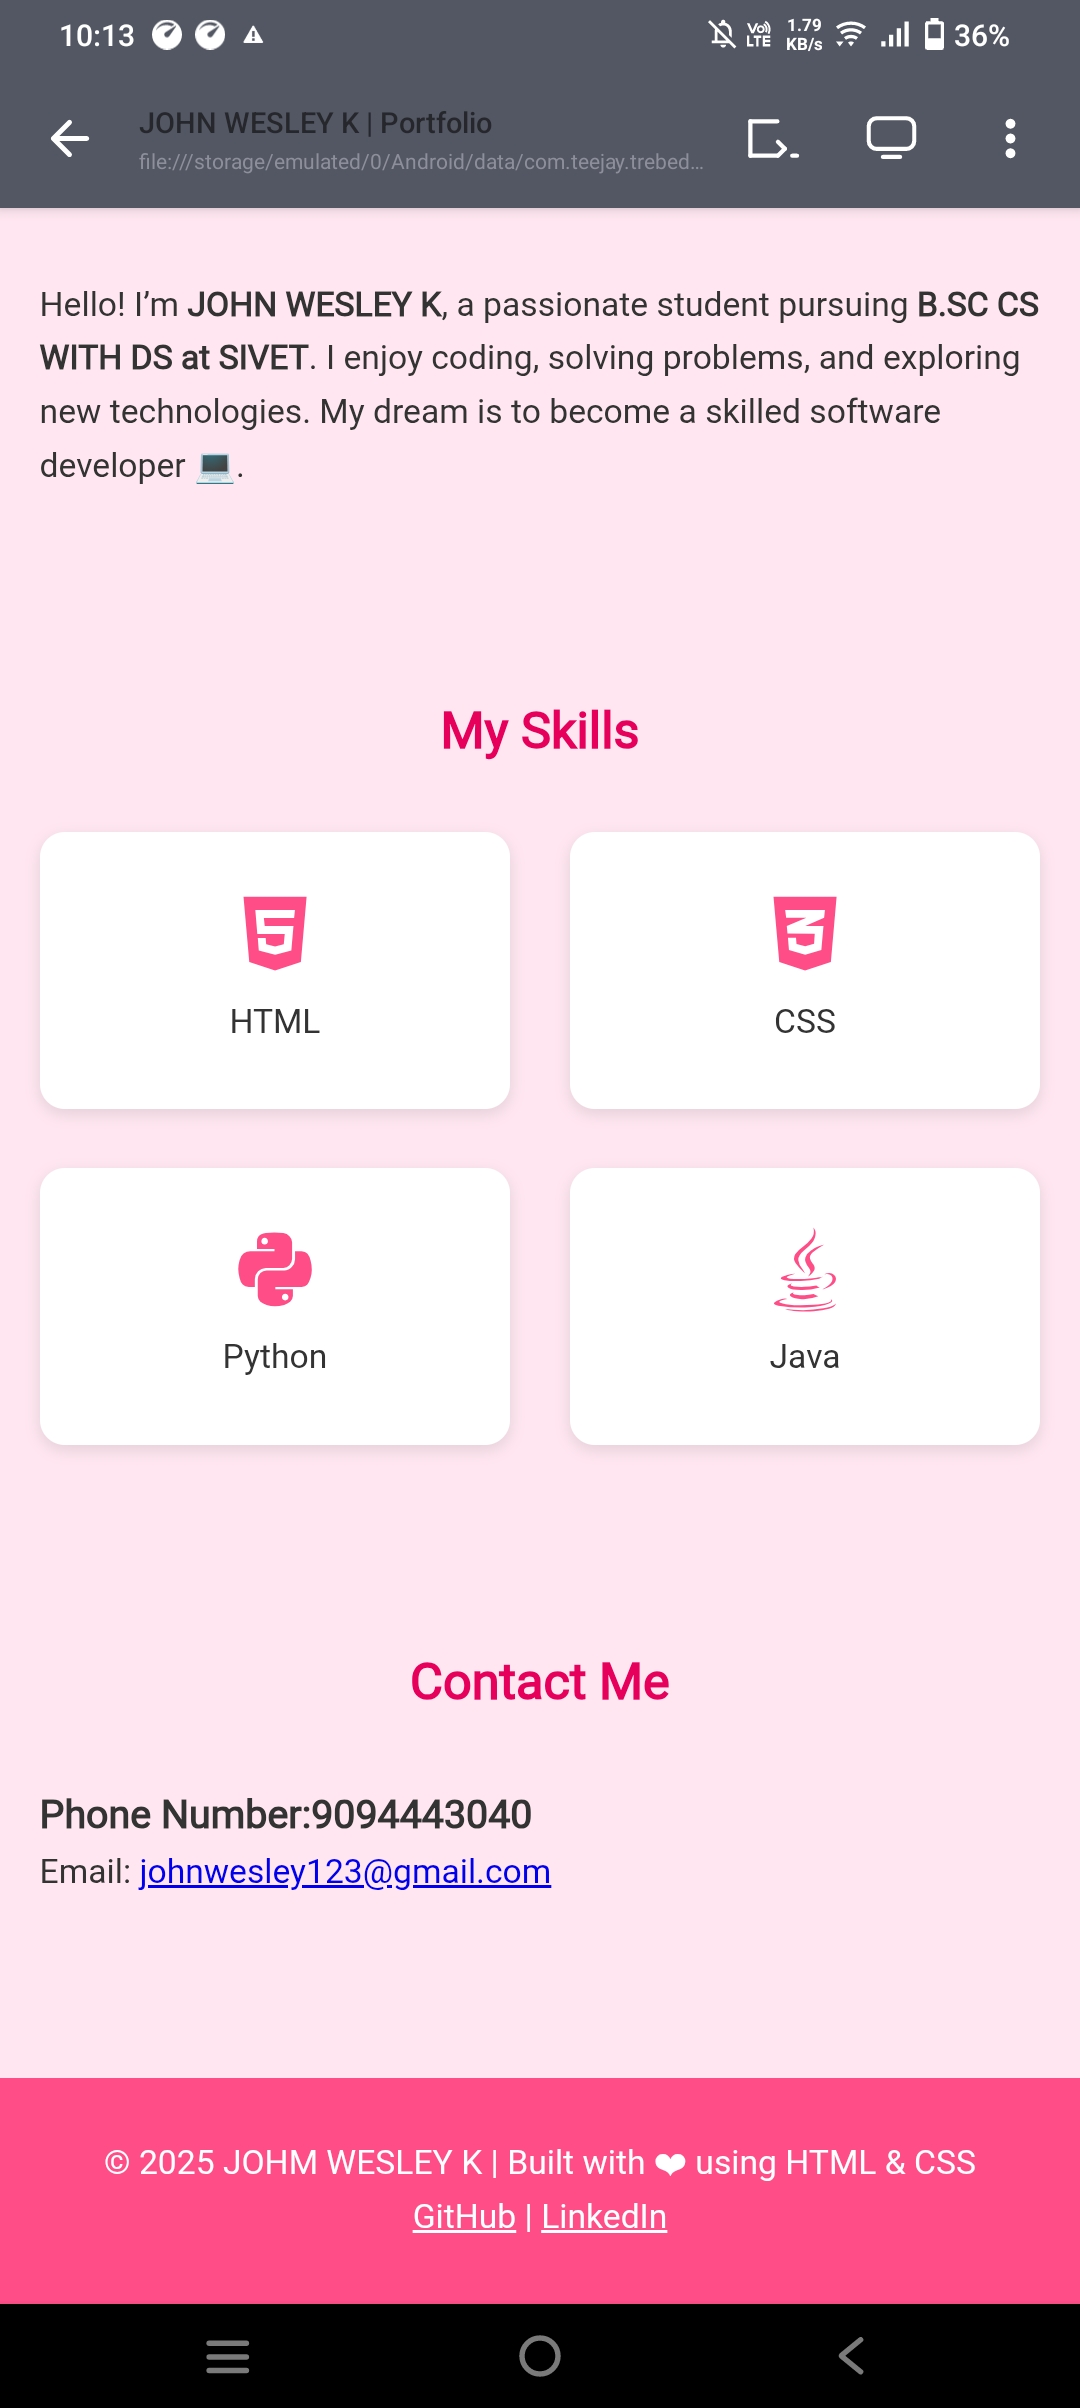 10:13
Vo)) LTE
1.79 KB/s
36%
JOHN WESLEY K | Portfolio
file:///storage/emulated/0/Android/data/com.teejay.trebed...
Hello! I’m JOHN WESLEY K, a passionate student pursuing B.SC CS
WITH DS at SIVET. I enjoy coding, solving problems, and exploring
new technologies. My dream is to become a skilled software
developer 💻.
My Skills
HTML
CSS
Python
Java
Contact Me
Phone Number:9094443040
Email: johnwesley123@gmail.com
© 2025 JOHM WESLEY K | Built with ❤ using HTML & CSS
GitHub | LinkedIn